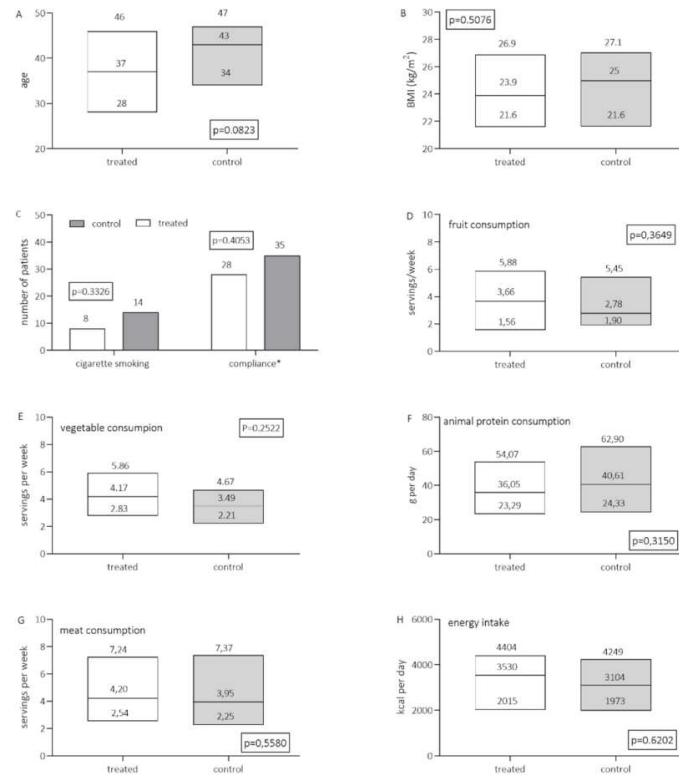 A
50
40
30
20
age
46
37
28
47
43
34
p=0.0823
treated
control
B
30
28
26
24
22
20
BMI (kg/m²)
p=0.5076
26.9
23.9
21.6
27.1
25
21.6
treated
control
C
50
40
30
20
10
0
number of patients
control
treated
p=0.3326
8
14
p=0.4053
28
35
cigarette smoking
compliance*
D
10
8
6
4
2
0
servings/week
fruit consumption
p=0,3649
5,88
3,66
1,56
5,45
2,78
1,90
treated
control
E
10
8
6
4
2
0
servings per week
vegetable consumpion
P=0.2522
5.86
4.17
2.83
4.67
3.49
2.21
treated
control
F
80
60
40
20
0
g per day
animal protein consumption
54,07
36,05
23,29
62,90
40,61
24,33
p=0,3150
treated
control
G
10
8
6
4
2
0
servings per week
meat consumption
7,24
4,20
2,54
7,37
3,95
2,25
p=0,5580
treated
control
H
6000
4000
2000
0
kcal per day
energy intake
4404
3530
2015
4249
3104
1973
p=0.6202
treated
control